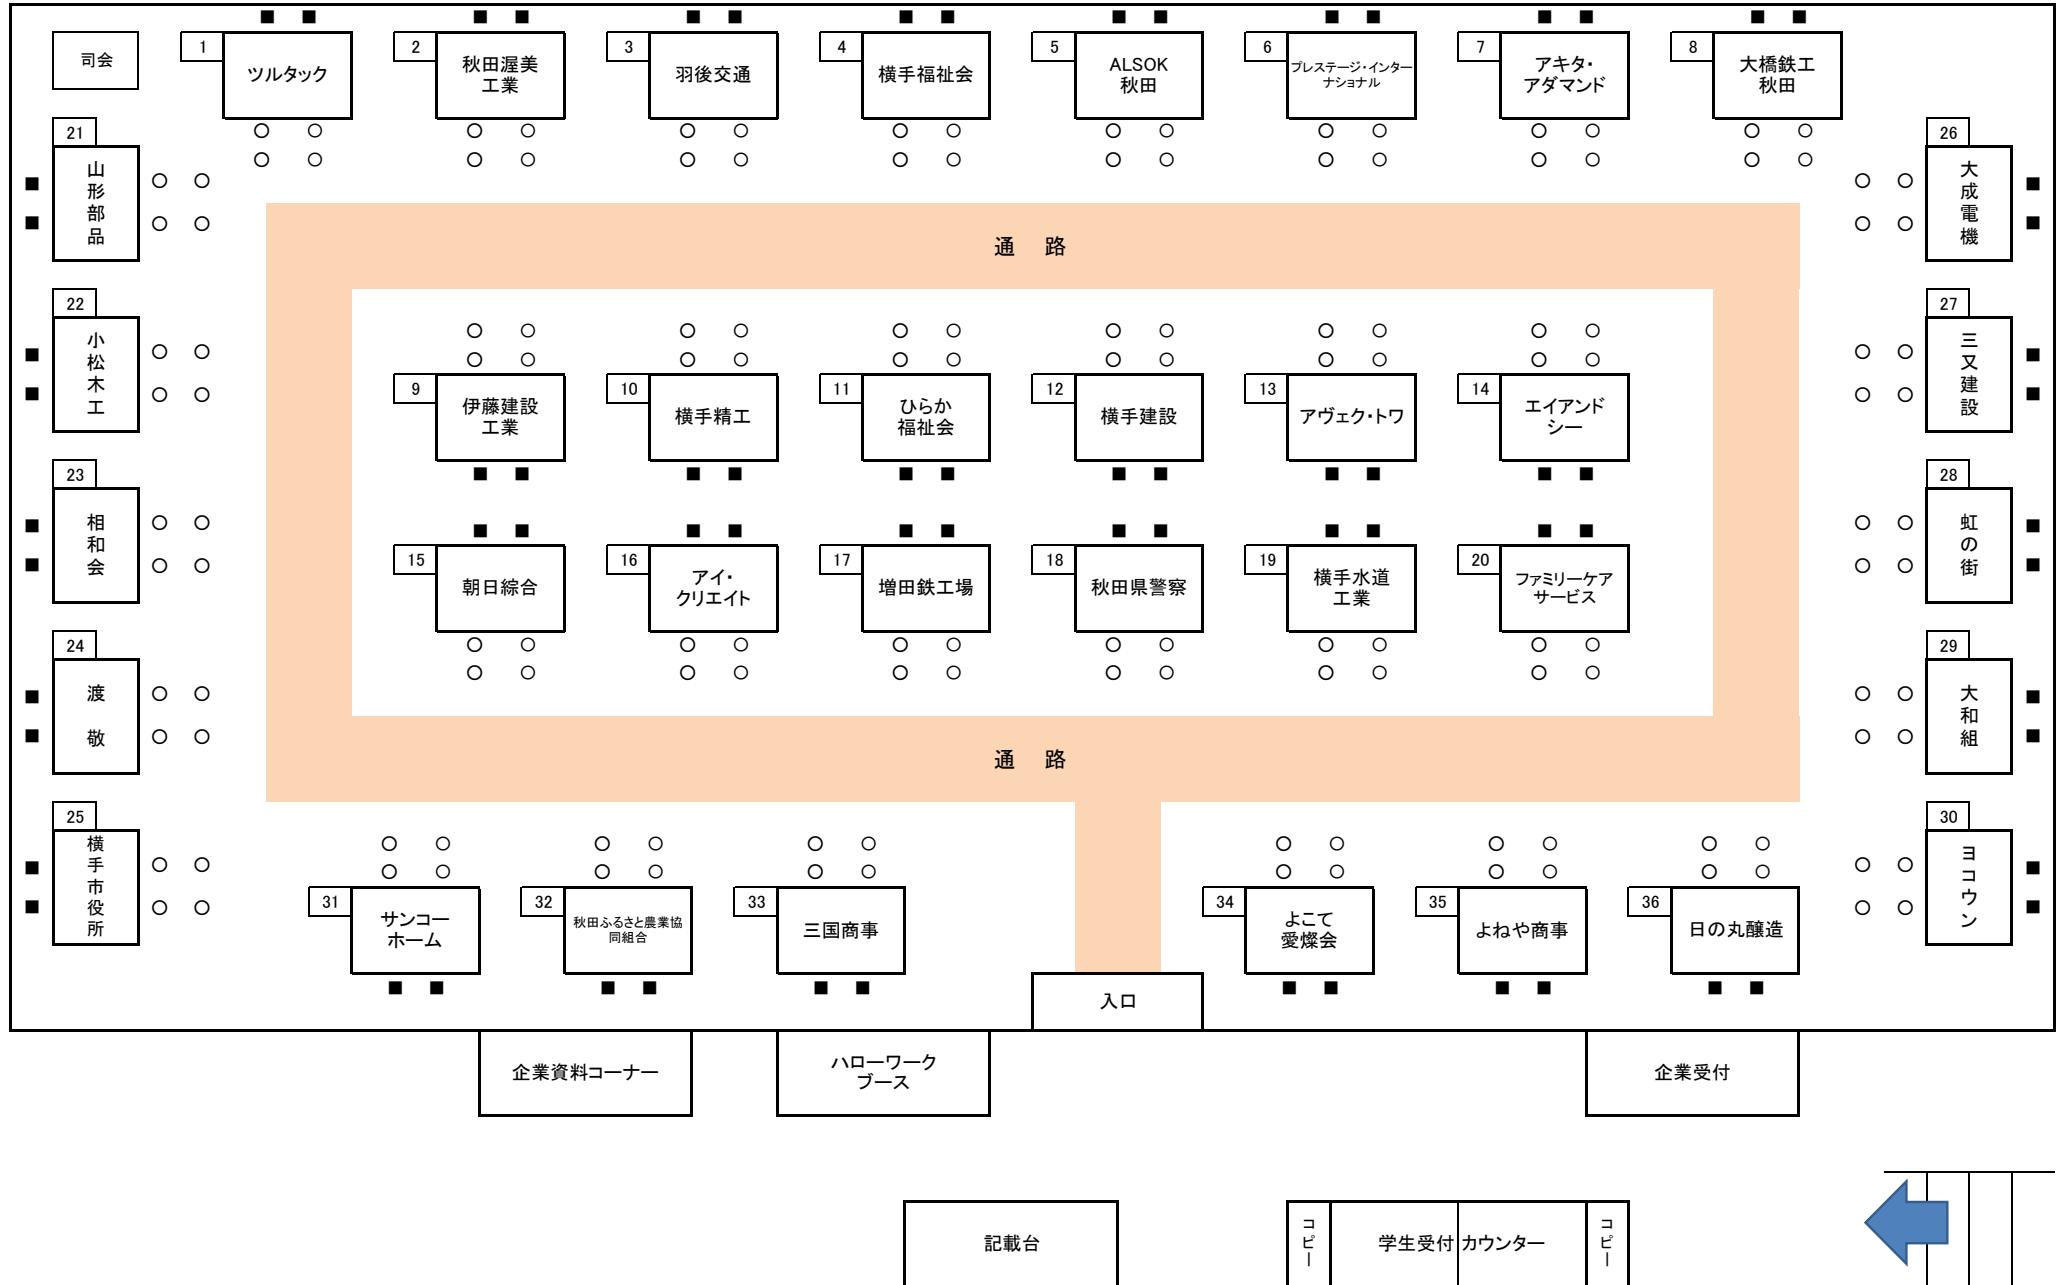 司会
1
ツルタック
2
秋田渥美
工業
3
羽後交通
4
横手福祉会
5
ALSOK
秋田
6
プレステージ・インター
ナショナル
7
アキタ・
アダマンド
8
大橋鉄工
秋田
21
山形部品
26
大成電機
通　路
22
小松木工
27
三又建設
9
伊藤建設
工業
10
横手精工
11
ひらか
福祉会
12
横手建設
13
アヴェク・トワ
14
エイアンド
シー
23
相和会
28
虹の街
15
朝日綜合
16
アイ・
クリエイト
17
増田鉄工場
18
秋田県警察
19
横手水道
工業
20
ファミリーケア
サービス
24
渡敬
29
大和組
通　路
25
横手市役所
30
ヨコウン
31
サンコー
ホーム
32
秋田ふるさと農業協
同組合
33
三国商事
34
よこて
愛燦会
35
よねや商事
36
日の丸醸造
入口
企業資料コーナー
ハローワーク
ブース
企業受付
記載台
コピー
学生受付カウンター
コピー